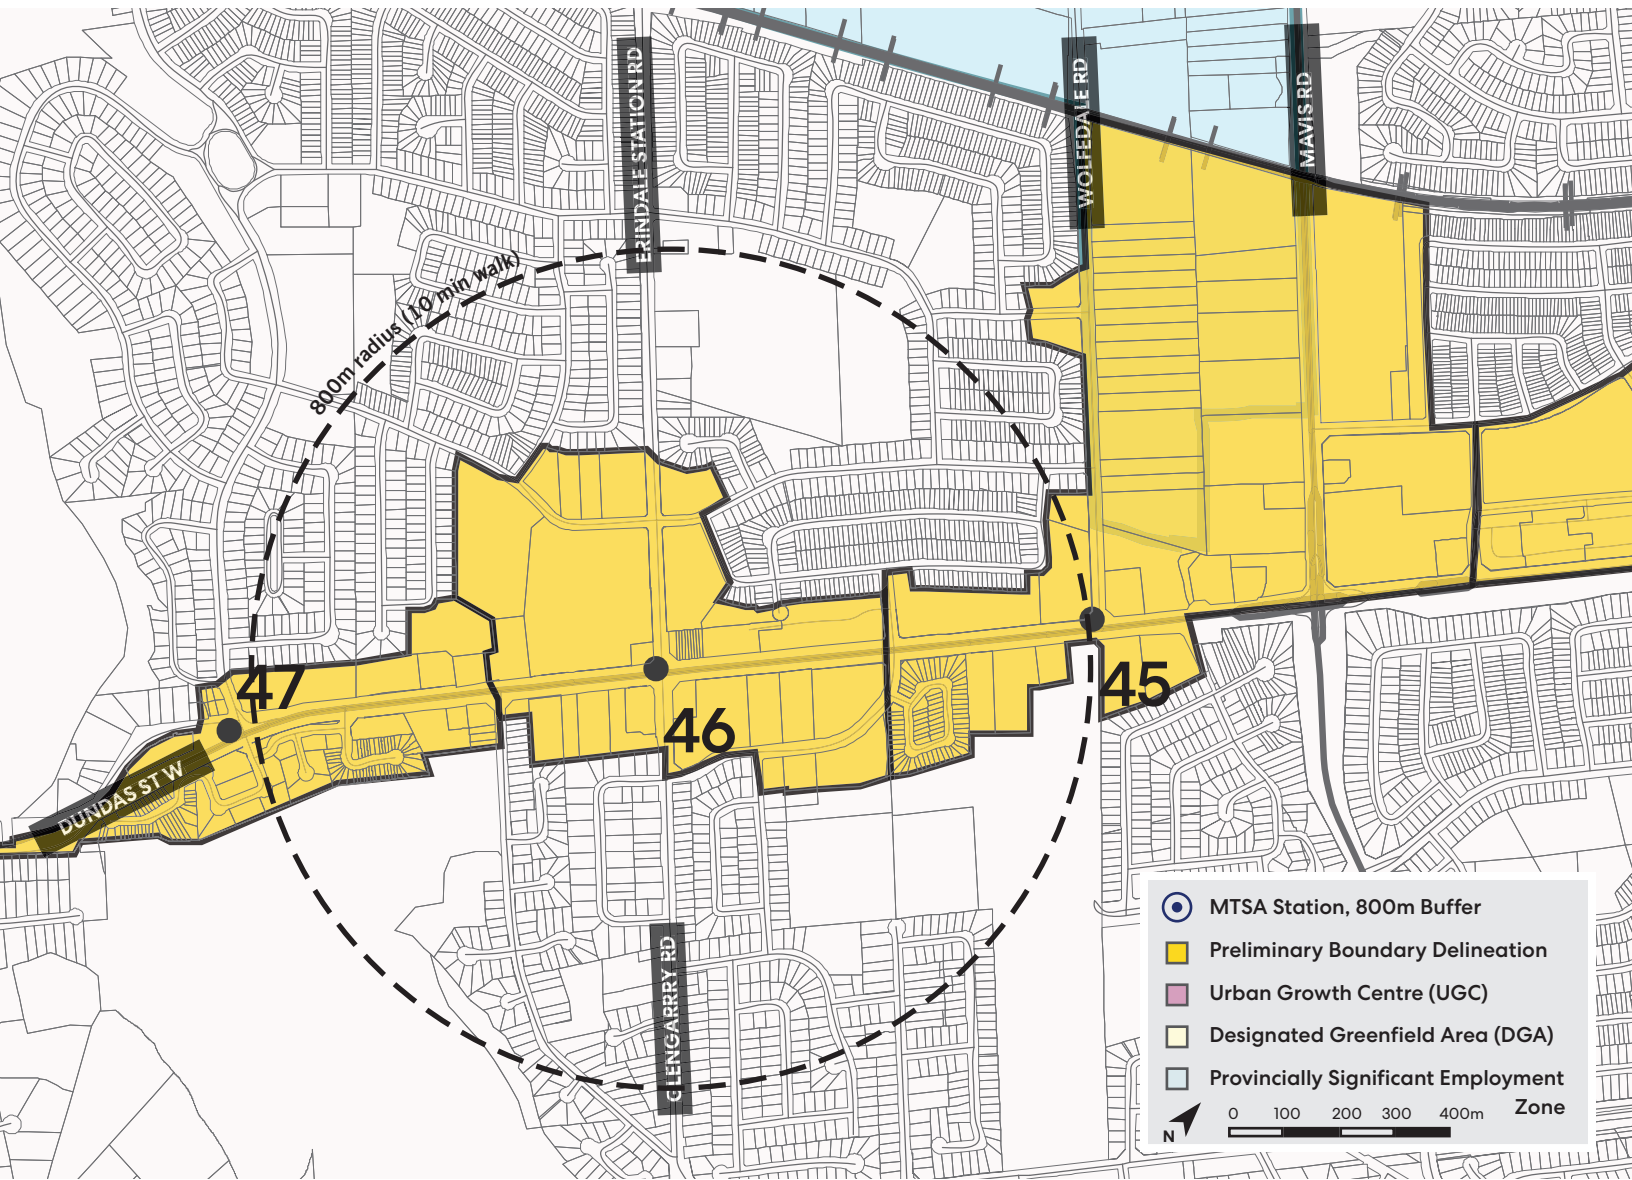 ERINDALE STATION RD
WOLFEDALE RD
MAVIS RD
800m radius (10 min walk)
47
46
45
DUNDAS ST W
GLENGARRY RD
MTSA Station, 800m Buffer
Preliminary Boundary Delineation
Urban Growth Centre (UGC)
Designated Greenfield Area (DGA)
Provincially Significant Employment
Zone
N
0 100 200 300 400m